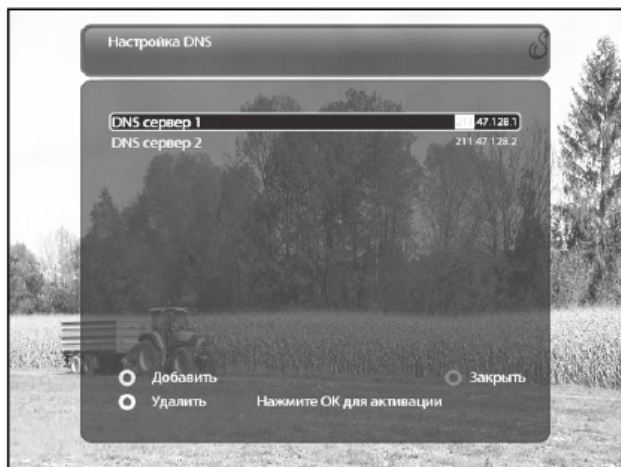 Настройка DNS
DNS сервер 1 211.47.128.1
DNS сервер 2 211.47.128.2
Добавить Закрыть
Удалить Нажмите OK для активации